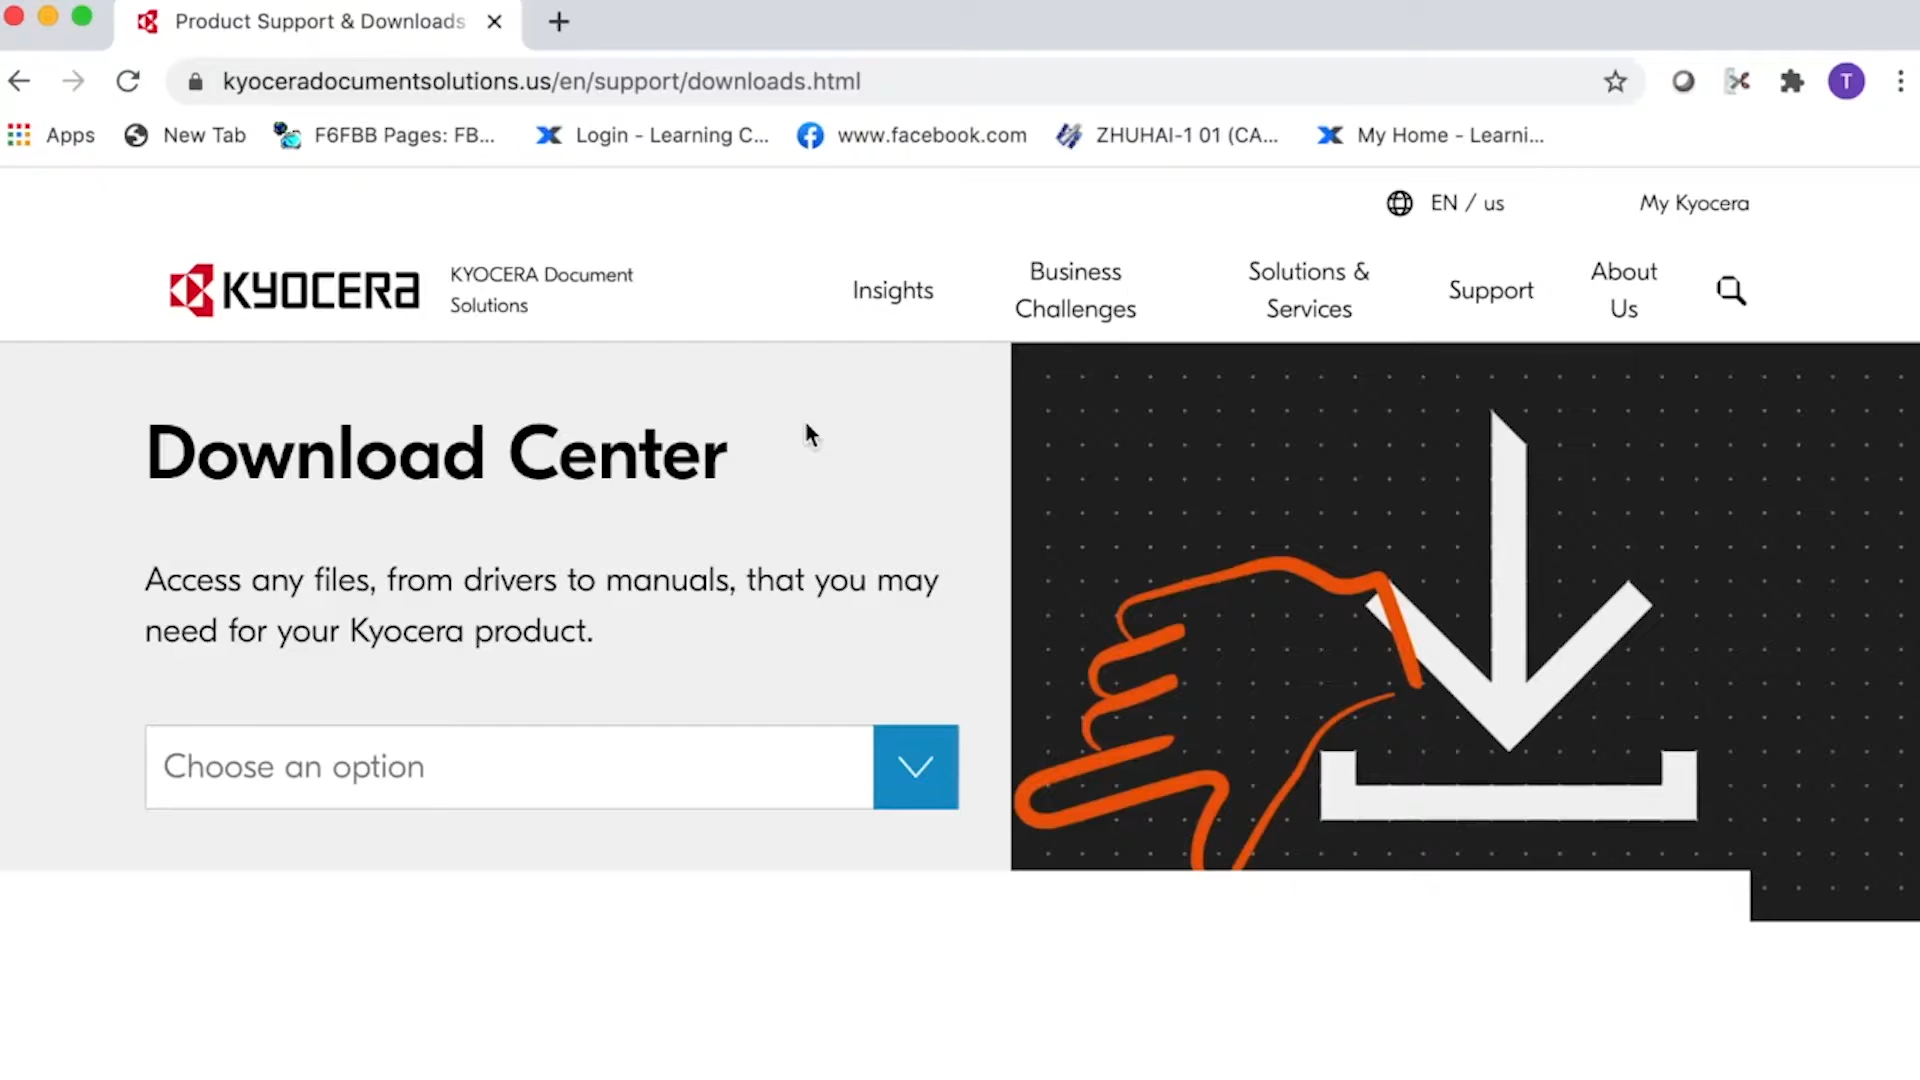 Product Support & Downloads
kyoceradocumentsolutions.us/en/support/downloads.html
T
Apps
New Tab
F6FBB Pages: FB...
Login - Learning C...
www.facebook.com
ZHUHAI-1 01 (CA...
My Home - Learni...
EN / us
My Kyocera
KYOCERA
KYOCERA Document
Solutions
Insights
Business
Challenges
Solutions &
Services
Support
About
Us
Download Center
Access any files, from drivers to manuals, that you may
need for your Kyocera product.
Choose an option